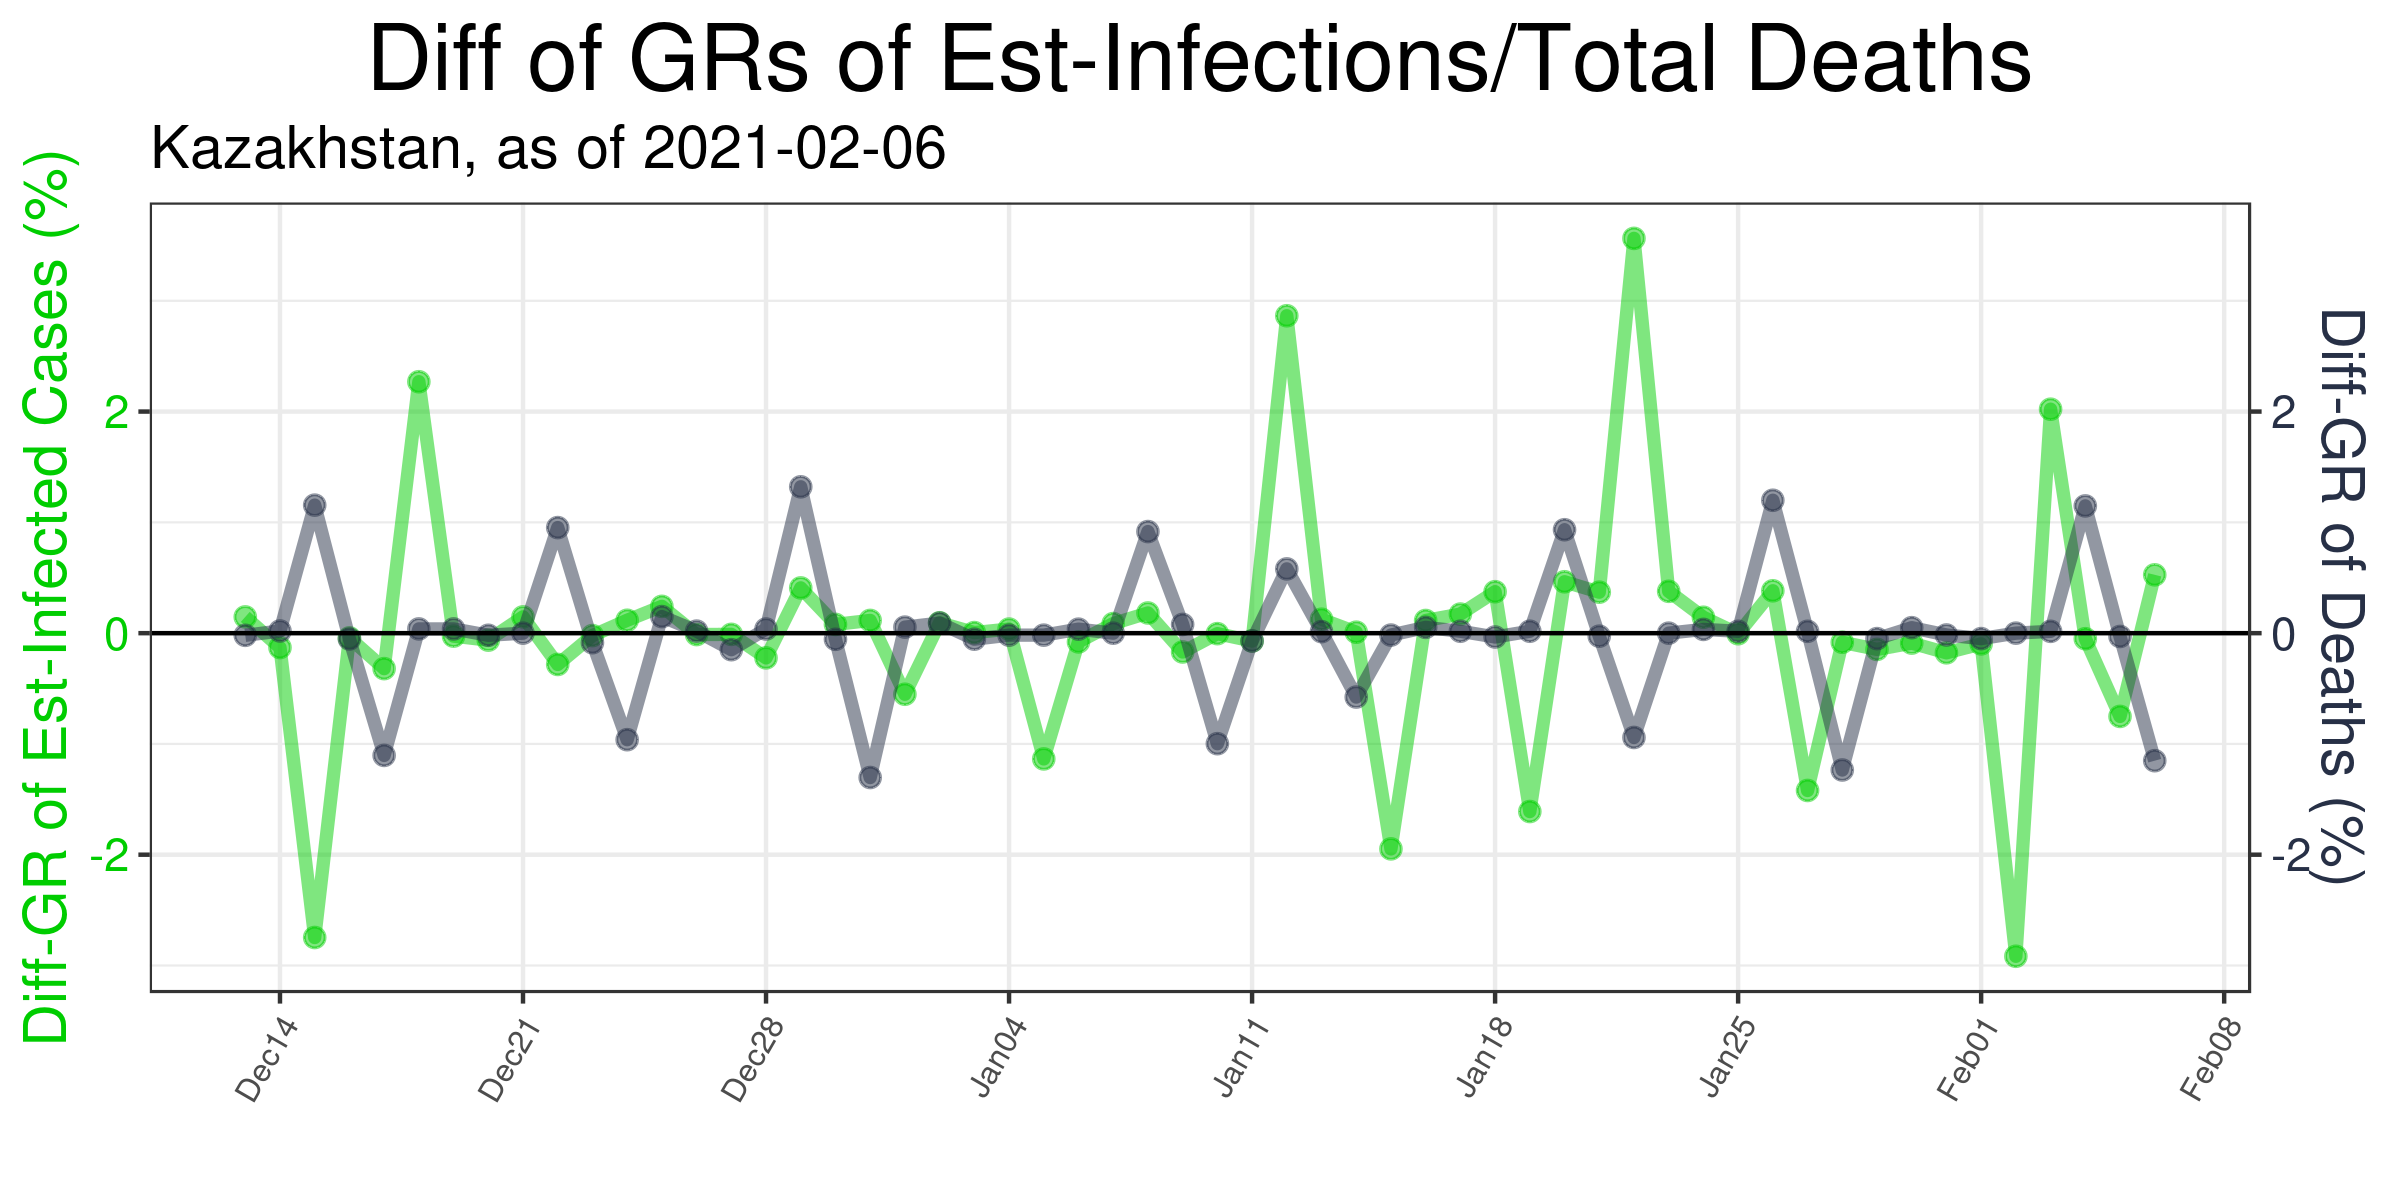 Diff of GRs of Est-Infections/Total Deaths
Kazakhstan, as of 2021-02-06
Diff-GR of Est-Infected Cases (%)
2
0
-2
2
0
-2
Diff-GR of Deaths (%)
Dec14
Dec21
Dec28
Jan04
Jan11
Jan18
Jan25
Feb01
Feb08